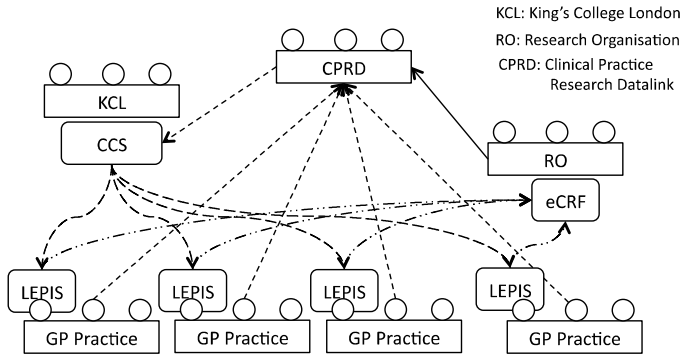 KCL: King's College London
RO: Research Organisation
CPRD: Clinical Practice
Research Datalink
CPRD
KCL
CCS
RO
eCRF
LEPIS
LEPIS
LEPIS
LEPIS
GP Practice
GP Practice
GP Practice
GP Practice